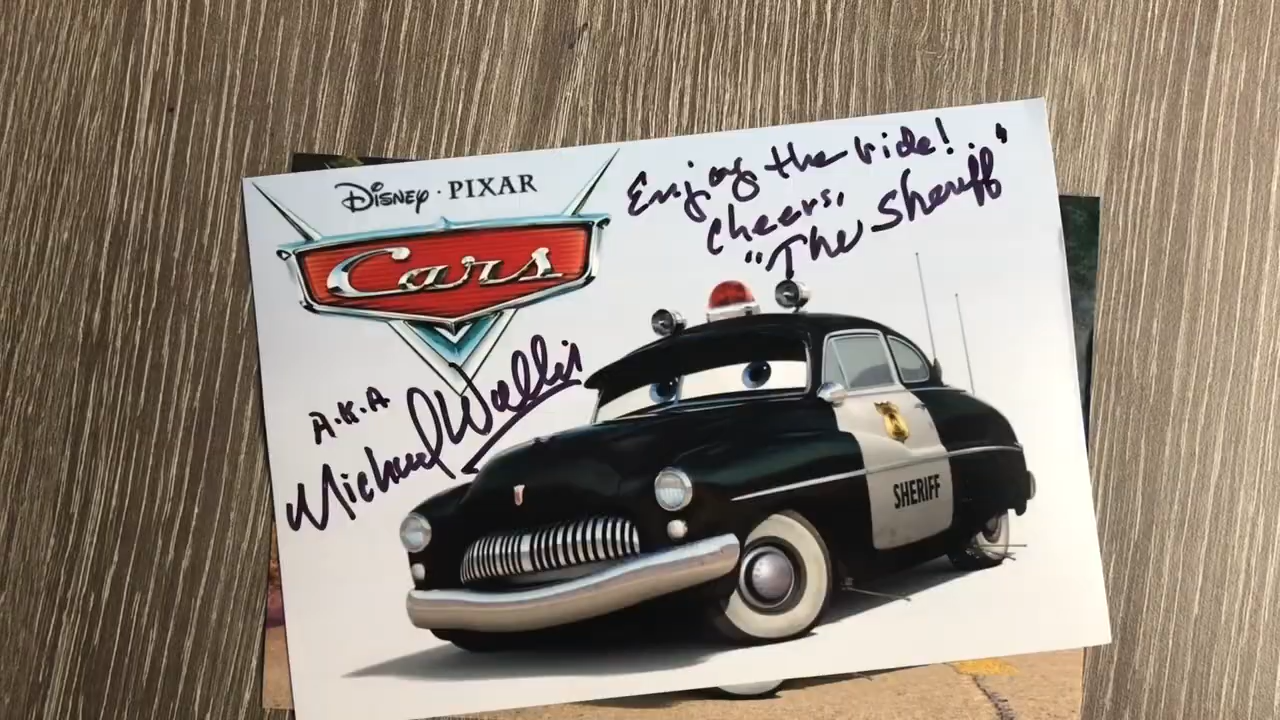 Disney · PIXAR
Cars
Enjoy the ride!..
Cheers,
"The Sheriff"
A.K.A
Michael Wallis
SHERIFF